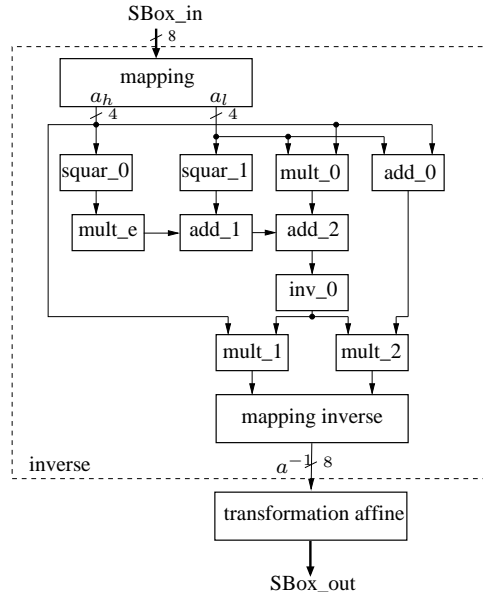 SBox_in
8
mapping
a_h a_l
4 4
squar_0 squar_1 mult_0 add_0
mult_e add_1 add_2
inv_0
mult_1 mult_2
mapping inverse
inverse
a^{-1} 8
transformation affine
SBox_out